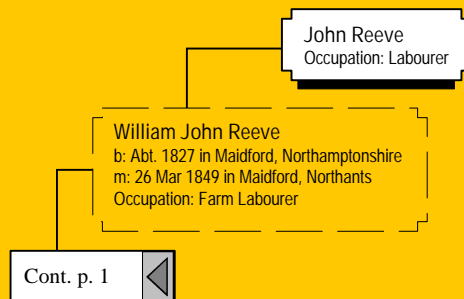 John Reeve
Occupation: Labourer
William John Reeve
b: Abt. 1827 in Maidford, Northamptonshire
m: 26 Mar 1849 in Maidford, Northants
Occupation: Farm Labourer
Cont. p. 1